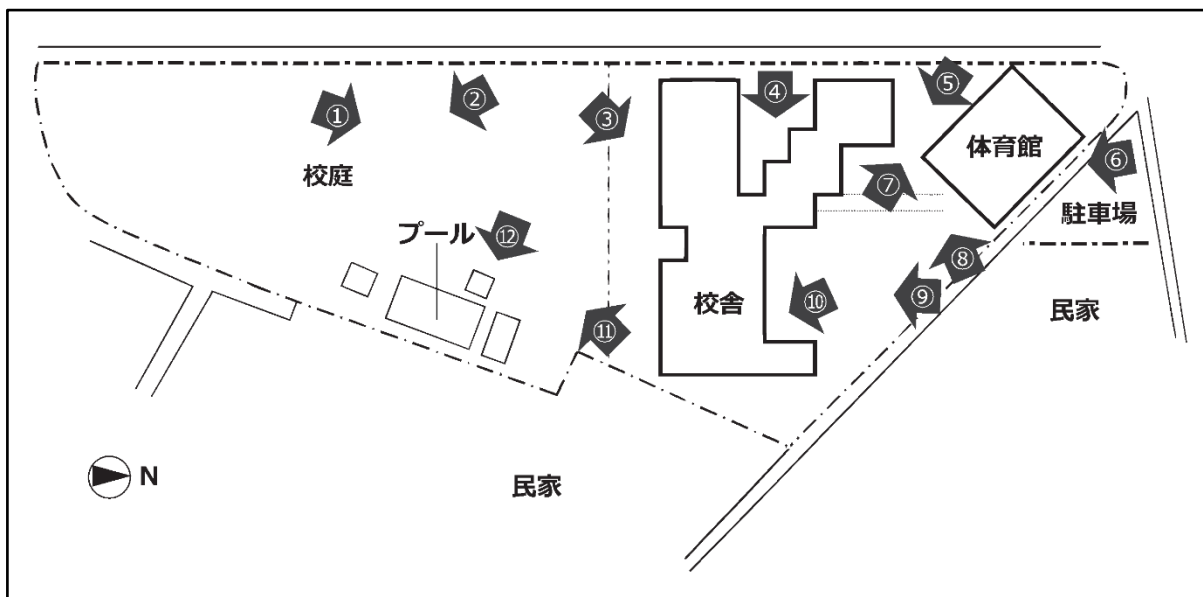 ①
②
③
④
⑤
体育館
⑥
校庭
⑦
駐車場
プール
⑫
⑧
校舎
⑩
⑨
民家
⑪
N
民家